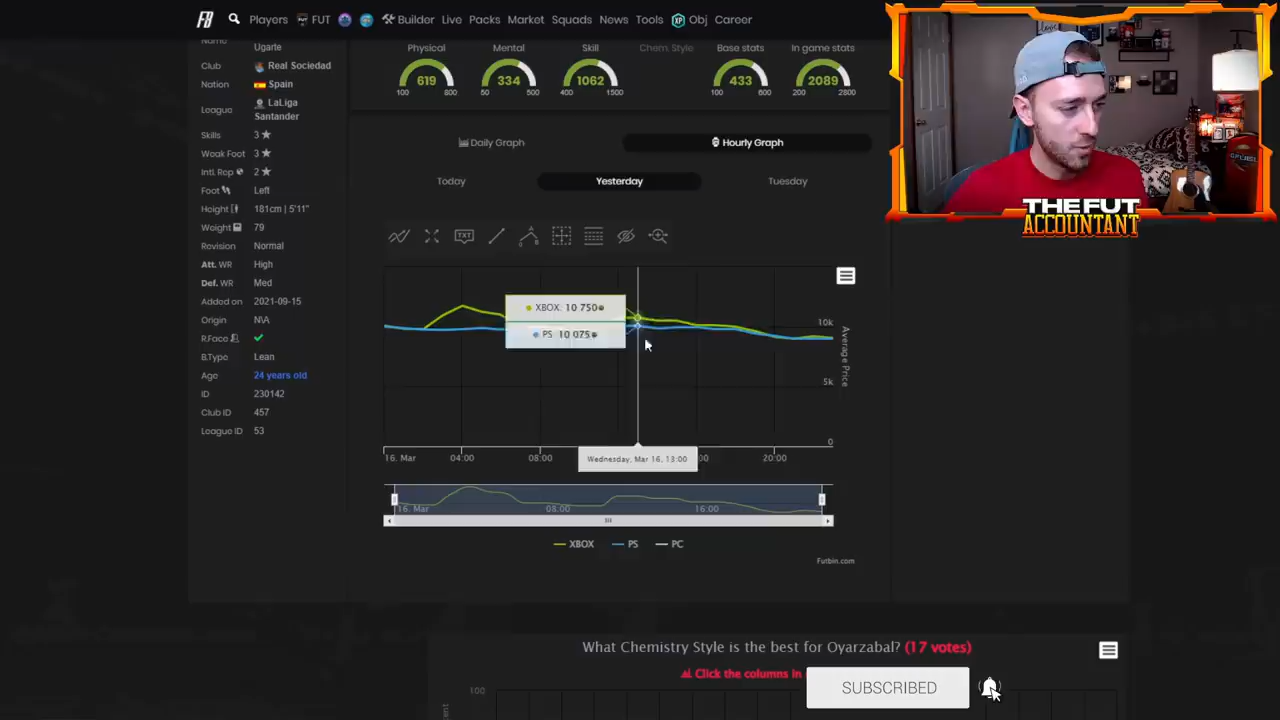 FB Players FUT Builder Live Packs Market Squads News Tools XP Obj Career
Name Ugarte
Club Real Sociedad
Nation Spain
League LaLiga Santander
Skills 3
Weak Foot 3
Intl. Rep 2
Foot Left
Height 181cm | 5'11"
Weight 79
Revision Normal
Att. WR High
Def. WR Med
Added on 2021-09-15
Origin N\A
R.Face
B.Type Lean
Age 24 years old
ID 230142
Club ID 457
League ID 53
Physical Mental Skill Chem. Style Base stats In game stats
619 334 1062 433 2089
100 800 50 500 400 1500 100 600 200 2800
Daily Graph Hourly Graph
Today Yesterday Tuesday
TXT
XBOX: 10 750
PS 10 075
10k
5k
0
Average Price
16. Mar 04:00 08:00 20:00
Wednesday, Mar 16, 13:00
16. Mar 08:00 16:00
XBOX PS PC
Futbin.com
What Chemistry Style is the best for Oyarzabal? (17 votes)
Click the columns in
100
SUBSCRIBED
THE FUT
ACCOUNTANT